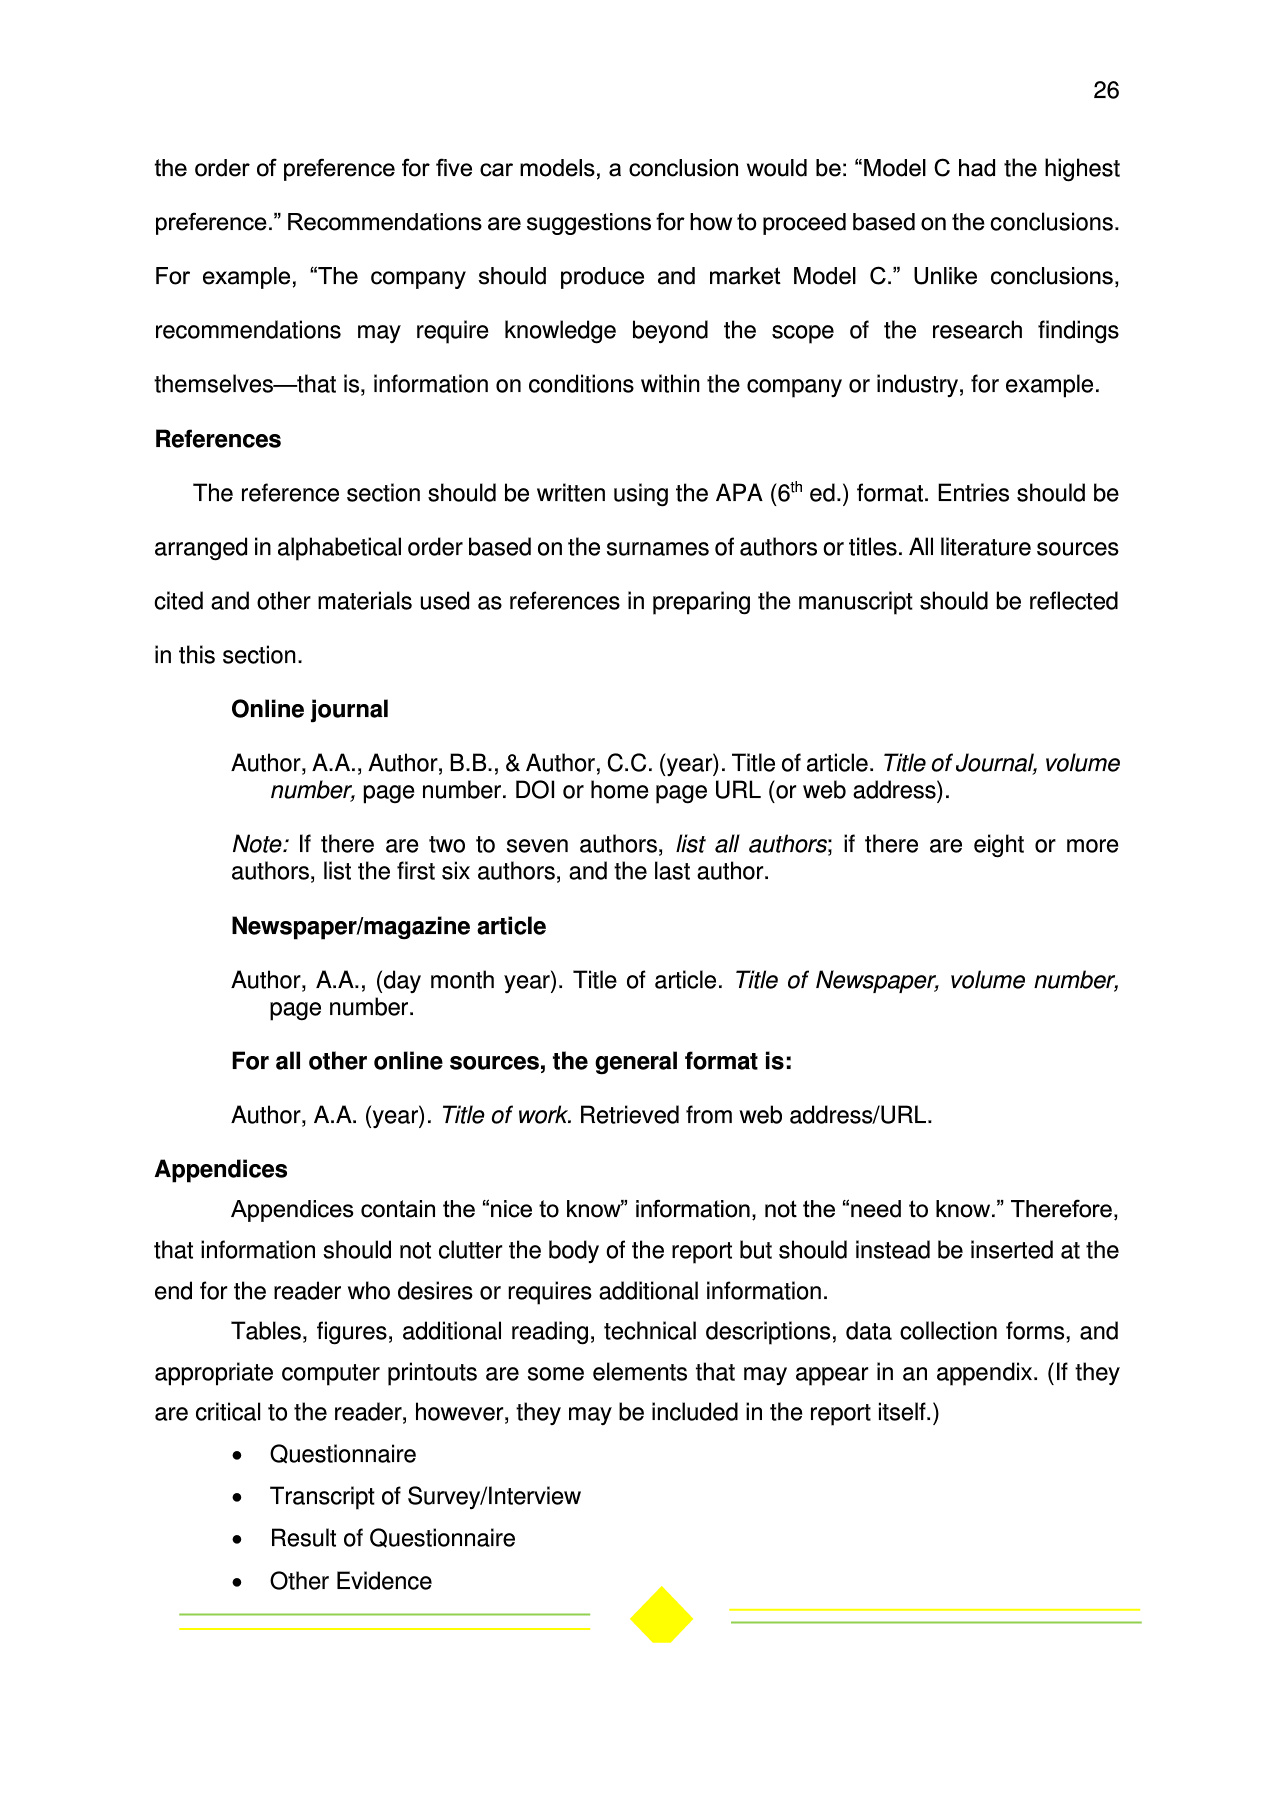 26
the order of preference for five car models, a conclusion would be: “Model C had the highest
preference.” Recommendations are suggestions for how to proceed based on the conclusions.
For example, “The company should produce and market Model C.” Unlike conclusions,
recommendations may require knowledge beyond the scope of the research findings
themselves—that is, information on conditions within the company or industry, for example.
References
The reference section should be written using the APA (6th ed.) format. Entries should be
arranged in alphabetical order based on the surnames of authors or titles. All literature sources
cited and other materials used as references in preparing the manuscript should be reflected
in this section.
Online journal
Author, A.A., Author, B.B., & Author, C.C. (year). Title of article. Title of Journal, volume
number, page number. DOI or home page URL (or web address).
Note: If there are two to seven authors, list all authors; if there are eight or more
authors, list the first six authors, and the last author.
Newspaper/magazine article
Author, A.A., (day month year). Title of article. Title of Newspaper, volume number,
page number.
For all other online sources, the general format is:
Author, A.A. (year). Title of work. Retrieved from web address/URL.
Appendices
Appendices contain the “nice to know” information, not the “need to know.” Therefore,
that information should not clutter the body of the report but should instead be inserted at the
end for the reader who desires or requires additional information.
Tables, figures, additional reading, technical descriptions, data collection forms, and
appropriate computer printouts are some elements that may appear in an appendix. (If they
are critical to the reader, however, they may be included in the report itself.)
• Questionnaire
• Transcript of Survey/Interview
• Result of Questionnaire
• Other Evidence